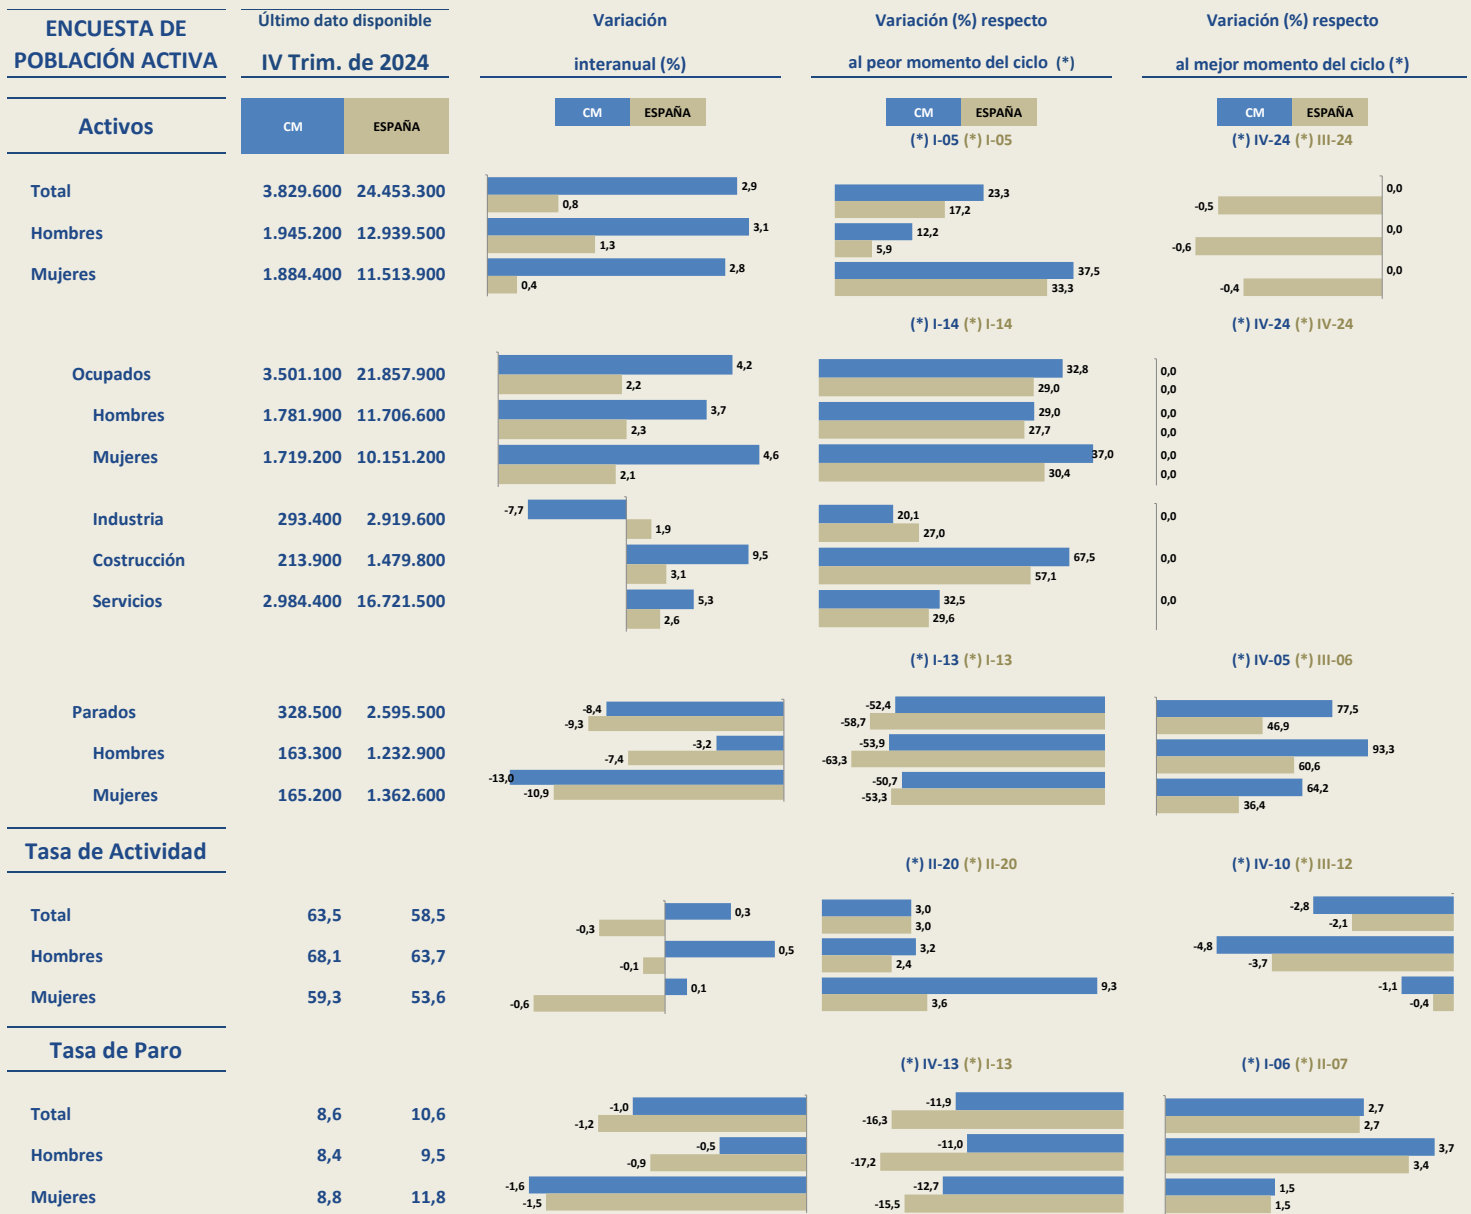 ENCUESTA DE
POBLACIÓN ACTIVA
Último dato disponible
IV Trim. de 2024
Variación
interanual (%)
Variación (%) respecto
al peor momento del ciclo (*)
Variación (%) respecto
al mejor momento del ciclo (*)
Activos
CM ESPAÑA
CM ESPAÑA
CM ESPAÑA
(*) I-05 (*) I-05
CM ESPAÑA
(*) IV-24 (*) III-24
Total 3.829.600 24.453.300 2,9 23,3 0,0
0,8 17,2 -0,5
Hombres 1.945.200 12.939.500 3,1 12,2 0,0
1,3 5,9 -0,6
Mujeres 1.884.400 11.513.900 2,8 37,5 0,0
0,4 33,3 -0,4
(*) I-14 (*) I-14 (*) IV-24 (*) IV-24
Ocupados 3.501.100 21.857.900 4,2 32,8 0,0
2,2 29,0 0,0
Hombres 1.781.900 11.706.600 3,7 29,0 0,0
2,3 27,7 0,0
Mujeres 1.719.200 10.151.200 4,6 37,0 0,0
2,1 30,4 0,0
Industria 293.400 2.919.600 -7,7 20,1 0,0
1,9 27,0
Costrucción 213.900 1.479.800 9,5 67,5 0,0
3,1 57,1
Servicios 2.984.400 16.721.500 5,3 32,5 0,0
2,6 29,6
(*) I-13 (*) I-13 (*) IV-05 (*) III-06
Parados 328.500 2.595.500 -8,4 -52,4 77,5
-9,3 -58,7 46,9
Hombres 163.300 1.232.900 -3,2 -53,9 93,3
-7,4 -63,3 60,6
Mujeres 165.200 1.362.600 -13,0 -50,7 64,2
-10,9 -53,3 36,4
Tasa de Actividad
(*) II-20 (*) II-20 (*) IV-10 (*) III-12
Total 63,5 58,5 0,3 3,0 -2,8
-0,3 3,0 -2,1
Hombres 68,1 63,7 0,5 3,2 -4,8
-0,1 2,4 -3,7
Mujeres 59,3 53,6 0,1 9,3 -1,1
-0,6 3,6 -0,4
Tasa de Paro
(*) IV-13 (*) I-13 (*) I-06 (*) II-07
Total 8,6 10,6 -1,0 -11,9 2,7
-1,2 -16,3 2,7
Hombres 8,4 9,5 -0,5 -11,0 3,7
-0,9 -17,2 3,4
Mujeres 8,8 11,8 -1,6 -12,7 1,5
-1,5 -15,5 1,5